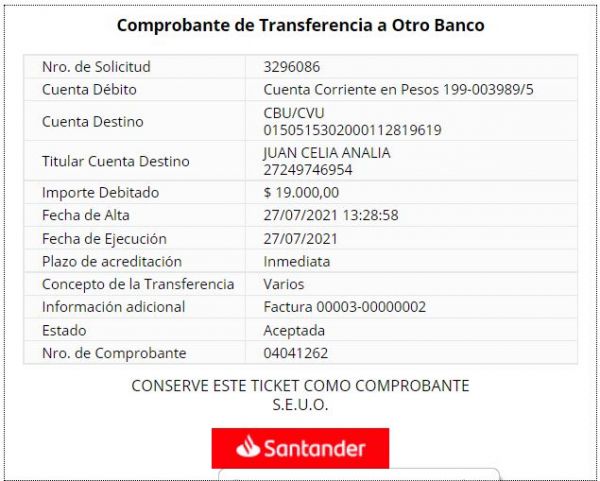 Comprobante de Transferencia a Otro Banco
Nro. de Solicitud 3296086
Cuenta Débito Cuenta Corriente en Pesos 199-003989/5
Cuenta Destino CBU/CVU
0150515302000112819619
Titular Cuenta Destino JUAN CELIA ANALIA
27249746954
Importe Debitado $ 19.000,00
Fecha de Alta 27/07/2021 13:28:58
Fecha de Ejecución 27/07/2021
Plazo de acreditación Inmediata
Concepto de la Transferencia Varios
Información adicional Factura 00003-00000002
Estado Aceptada
Nro. de Comprobante 04041262
CONSERVE ESTE TICKET COMO COMPROBANTE
S.E.U.O.
Santander